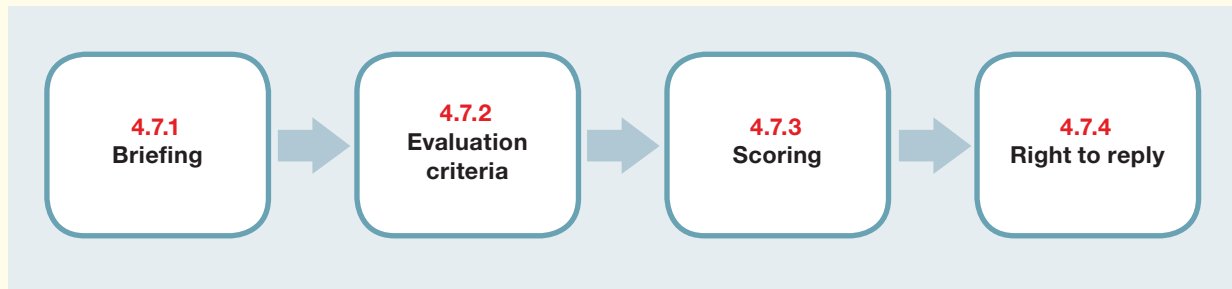 4.7.1
Briefing
4.7.2
Evaluation
criteria
4.7.3
Scoring
4.7.4
Right to reply